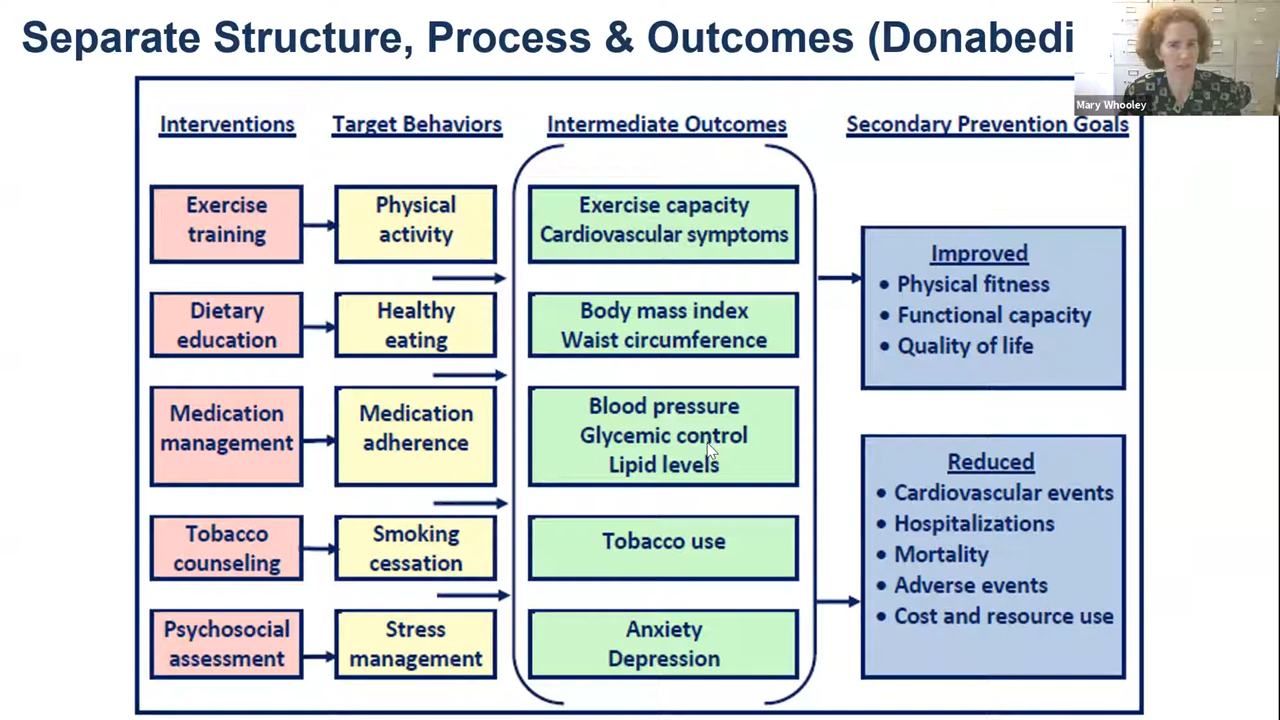 Separate Structure, Process & Outcomes (Donabedi
Mary Whooley
Interventions
Target Behaviors
Intermediate Outcomes
Secondary Prevention Goals
Exercise
training
Physical
activity
Exercise capacity
Cardiovascular symptoms
Dietary
education
Healthy
eating
Body mass index
Waist circumference
Medication
management
Medication
adherence
Blood pressure
Glycemic control
Lipid levels
Tobacco
counseling
Smoking
cessation
Tobacco use
Psychosocial
assessment
Stress
management
Anxiety
Depression
Improved
• Physical fitness
• Functional capacity
• Quality of life
Reduced
• Cardiovascular events
• Hospitalizations
• Mortality
• Adverse events
• Cost and resource use